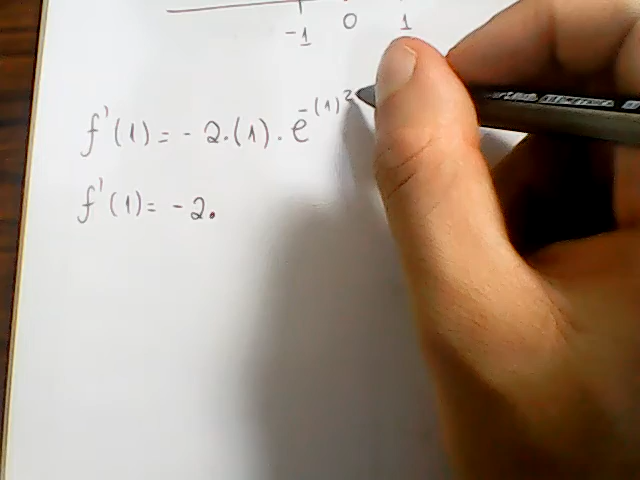 -1 0 1
f'(1) = - 2·(1) · e^-(1)^2
f'(1) = -2.